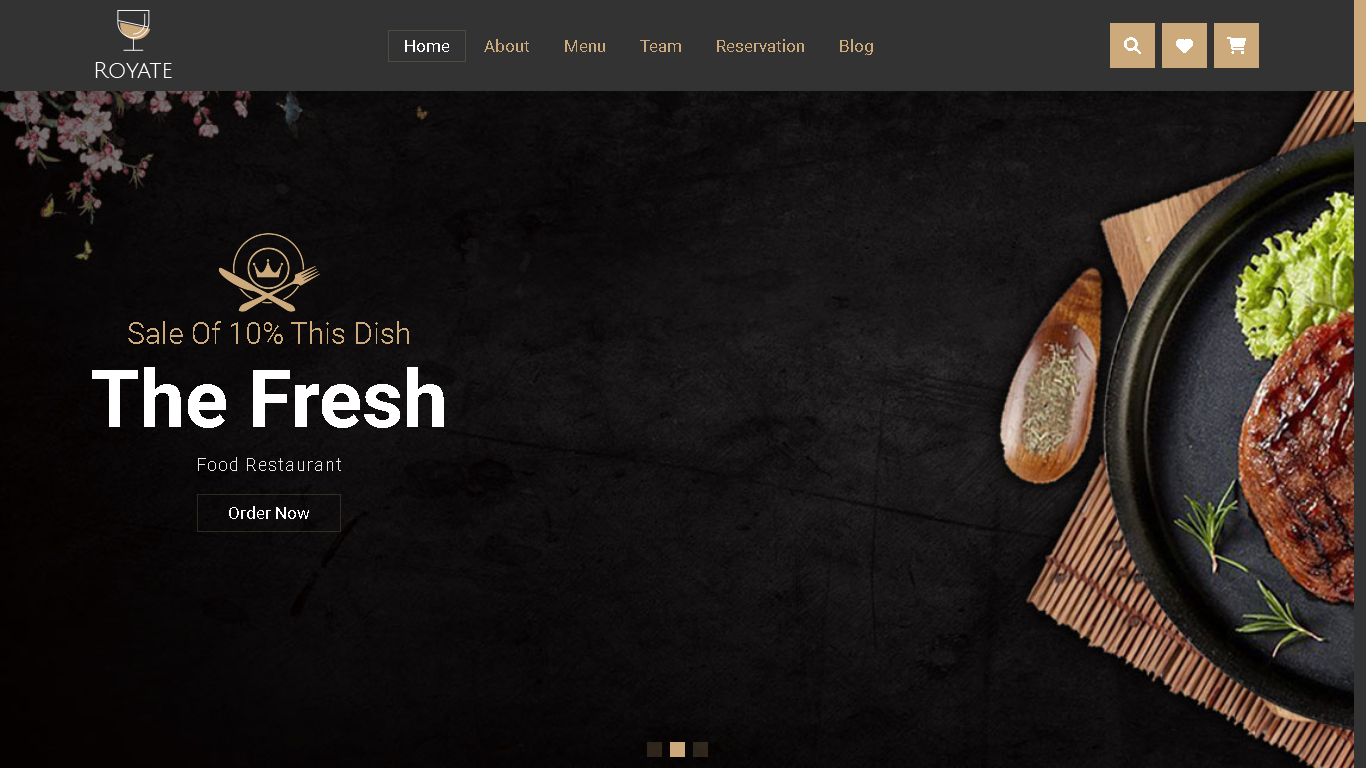 ROYATE
Home About Menu Team Reservation Blog
Sale Of 10% This Dish
The Fresh
Food Restaurant
Order Now